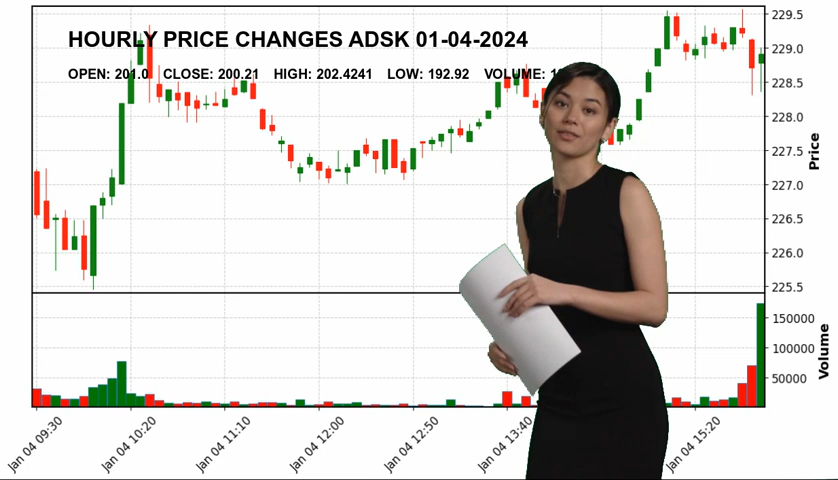 HOURLY PRICE CHANGES ADSK 01-04-2024
OPEN: 201.0 CLOSE: 200.21 HIGH: 202.4241 LOW: 192.92 VOLUME:
229.5
229.0
228.5
228.0
227.5
227.0
226.5
226.0
225.5
Price
150000
100000
50000
Volume
Jan 04 09:30
Jan 04 10:20
Jan 04 11:10
Jan 04 12:00
Jan 04 12:50
Jan 04 13:40
Jan 04 15:20